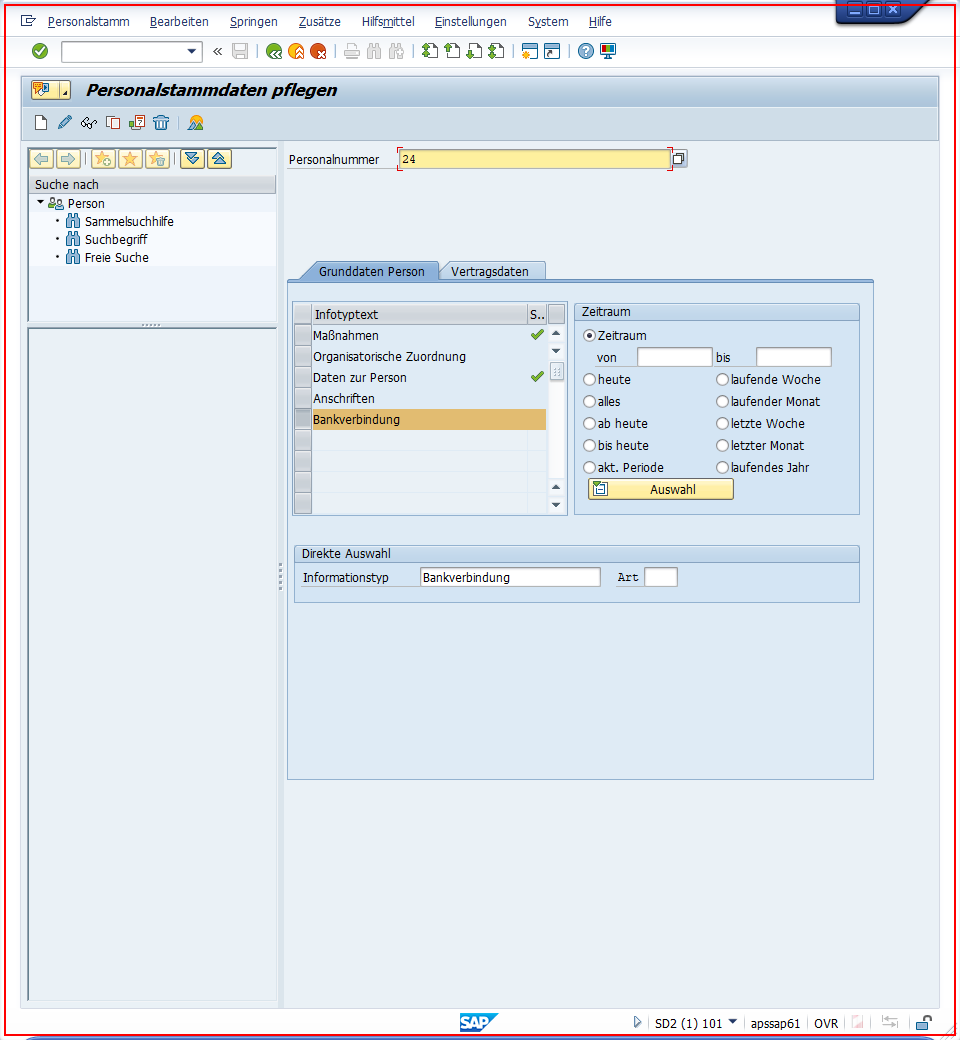 Personalstamm Bearbeiten Springen Zusätze Hilfsmittel Einstellungen System Hilfe
Personalstammdaten pflegen
Personalnummer 24
Suche nach
Person
Sammelsuchhilfe
Suchbegriff
Freie Suche
Grunddaten Person Vertragsdaten
Infotyptext S..
Maßnahmen
Organisatorische Zuordnung
Daten zur Person
Anschriften
Bankverbindung
Zeitraum
Zeitraum
von bis
heute laufende Woche
alles laufender Monat
ab heute letzte Woche
bis heute letzter Monat
akt. Periode laufendes Jahr
Auswahl
Direkte Auswahl
Informationstyp Bankverbindung Art
SAP SD2 (1) 101 apssap61 OVR